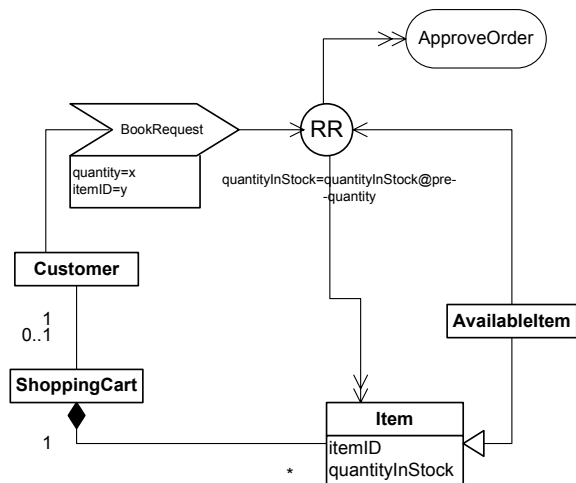 ApproveOrder
BookRequest
RR
quantity=x
itemID=y
quantityInStock=quantityInStock@pre-
-quantity
Customer
1
0..1
AvailableItem
ShoppingCart
1
*
Item
itemID
quantityInStock